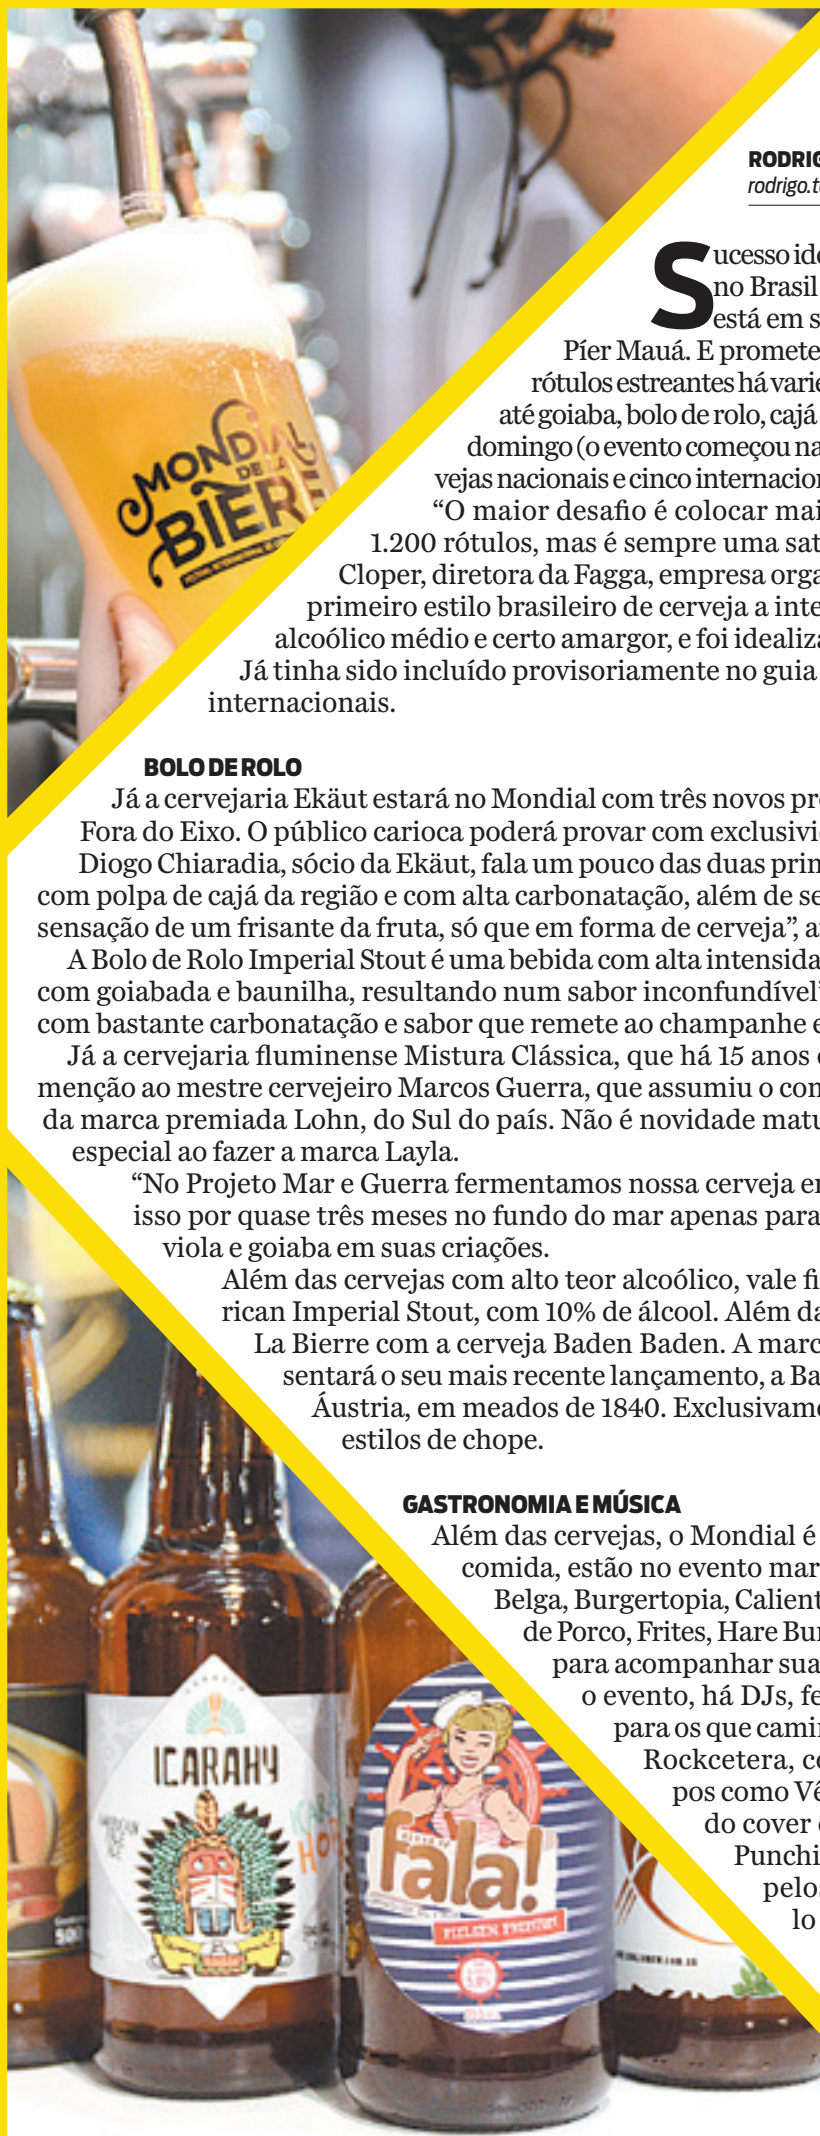 RODRIG
rodrigo.t
Sucesso ide
no Brasil
está em s
Píer Mauá. E promete
rótulos estreantes há varie
até goiaba, bolo de rolo, cajá
domingo (o evento começou na
vejas nacionais e cinco internacion
“O maior desafio é colocar mai
1.200 rótulos, mas é sempre uma sat
Cloper, diretora da Fagga, empresa orga
primeiro estilo brasileiro de cerveja a inte
alcoólico médio e certo amargor, e foi idealiza
Já tinha sido incluído provisoriamente no guia
internacionais.
MONDIAL
DE LA
BIÈRE
BOLO DE ROLO
Já a cervejaria Ekäut estará no Mondial com três novos pr
Fora do Eixo. O público carioca poderá provar com exclusivi
Diogo Chiaradia, sócio da Ekäut, fala um pouco das duas prin
com polpa de cajá da região e com alta carbonatação, além de se
sensação de um frisante da fruta, só que em forma de cerveja”, a
A Bolo de Rolo Imperial Stout é uma bebida com alta intensida
com goiabada e baunilha, resultando num sabor inconfundível”
com bastante carbonatação e sabor que remete ao champanhe e
Já a cervejaria fluminense Mistura Clássica, que há 15 anos
menção ao mestre cervejeiro Marcos Guerra, que assumiu o con
da marca premiada Lohn, do Sul do país. Não é novidade matu
especial ao fazer a marca Layla.
“No Projeto Mar e Guerra fermentamos nossa cerveja en
isso por quase três meses no fundo do mar apenas para
viola e goiaba em suas criações.
Além das cervejas com alto teor alcoólico, vale fi
rican Imperial Stout, com 10% de álcool. Além da
La Bierre com a cerveja Baden Baden. A marc
sentará o seu mais recente lançamento, a Ba
Áustria, em meados de 1840. Exclusivame
estilos de chope.
GASTRONOMIA E MÚSICA
Além das cervejas, o Mondial é
comida, estão no evento mar
Belga, Burgertopia, Calient
de Porco, Frites, Hare Bur
para acompanhar sua
o evento, há DJs, fe
para os que camin
Rockcetera, co
pos como Vê
do cover
Punchi
pelos
lo
ICARAHY
fala!
PILSEN PREMIUM
500